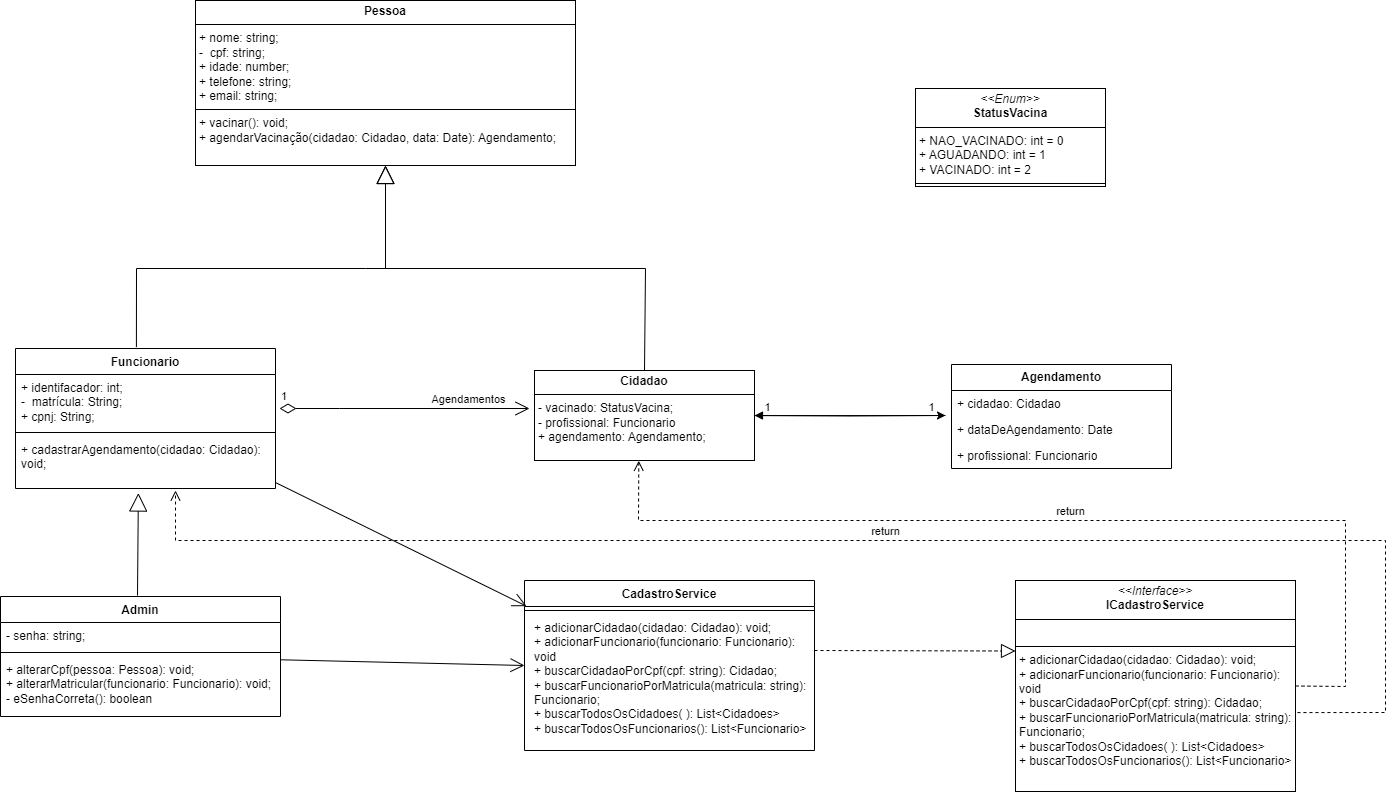 Pessoa
+ nome: string;
- cpf: string;
+ idade: number;
+ telefone: string;
+ email: string;
+ vacinar(): void;
+ agendarVacinação(cidadao: Cidadao, data: Date): Agendamento;
<<Enum>>
StatusVacina
+ NAO_VACINADO: int = 0
+ AGUADANDO: int = 1
+ VACINADO: int = 2
Funcionario
+ identifacador: int;
- matrícula: String;
+ cpnj: String;
+ cadastrarAgendamento(cidadao: Cidadao):
void;
1
Agendamentos
Cidadao
- vacinado: StatusVacina;
- profissional: Funcionario
+ agendamento: Agendamento;
1
1
Agendamento
+ cidadao: Cidadao
+ dataDeAgendamento: Date
+ profissional: Funcionario
return
return
Admin
- senha: string;
+ alterarCpf(pessoa: Pessoa): void;
+ alterarMatricular(funcionario: Funcionario): void;
- eSenhaCorreta(): boolean
CadastroService
+ adicionarCidadao(cidadao: Cidadao): void;
+ adicionarFuncionario(funcionario: Funcionario):
void
+ buscarCidadaoPorCpf(cpf: string): Cidadao;
+ buscarFuncionarioPorMatricula(matricula: string):
Funcionario;
+ buscarTodosOsCidadoes( ): List<Cidadoes>
+ buscarTodosOsFuncionarios(): List<Funcionario>
<<Interface>>
ICadastroService
+ adicionarCidadao(cidadao: Cidadao): void;
+ adicionarFuncionario(funcionario: Funcionario):
void
+ buscarCidadaoPorCpf(cpf: string): Cidadao;
+ buscarFuncionarioPorMatricula(matricula: string):
Funcionario;
+ buscarTodosOsCidadoes( ): List<Cidadoes>
+ buscarTodosOsFuncionarios(): List<Funcionario>